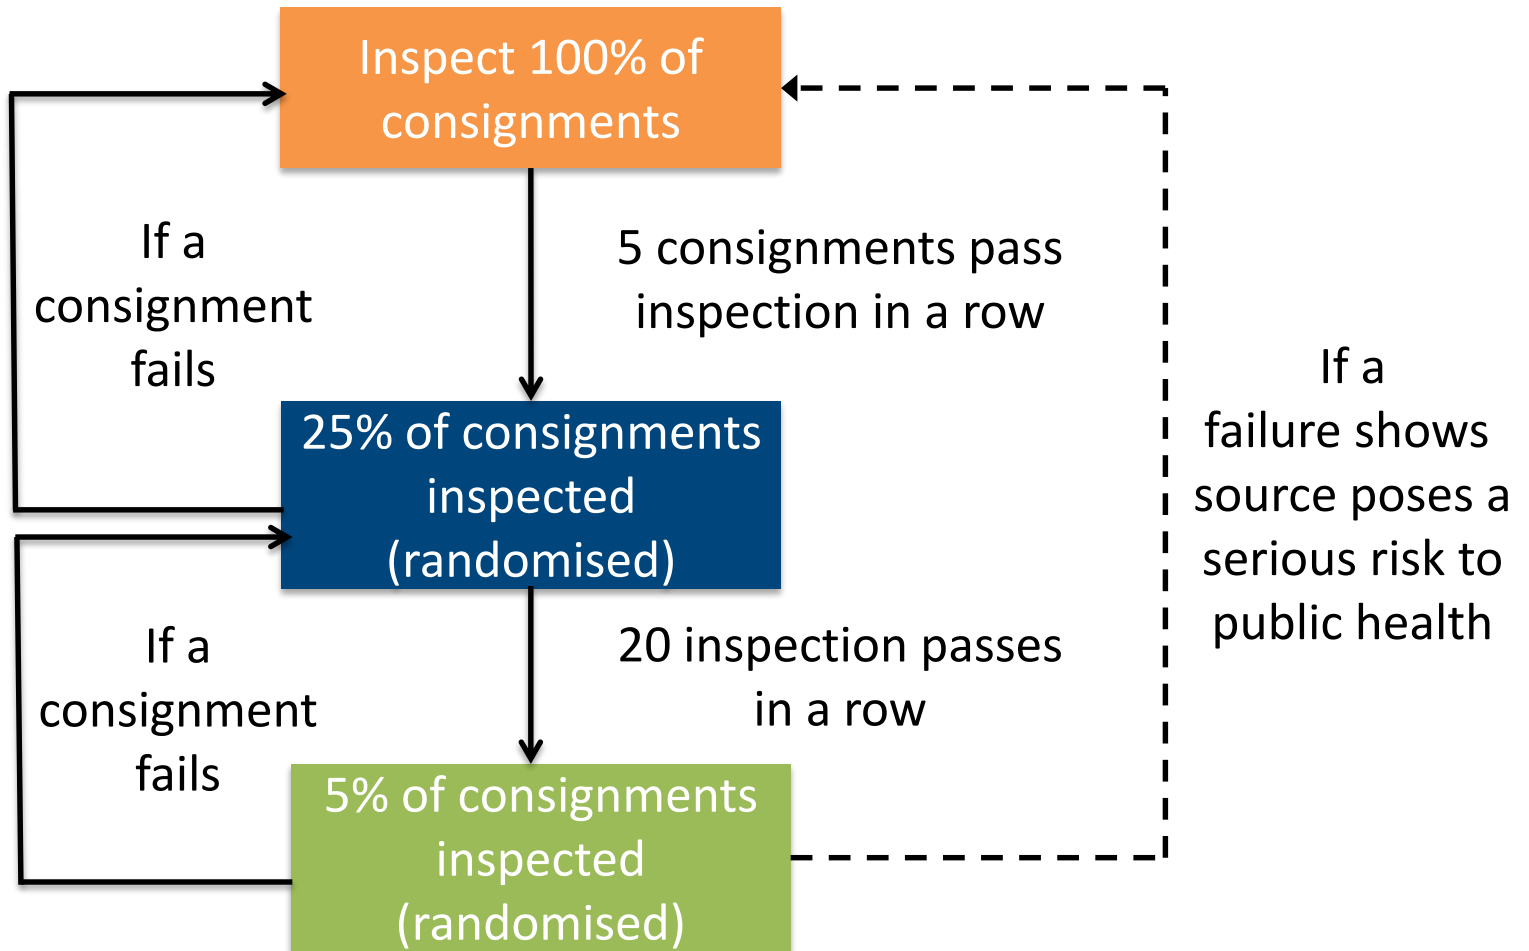 Inspect 100% of
consignments
If a
consignment
fails
5 consignments pass
inspection in a row
If a
failure shows
source poses a
serious risk to
public health
25% of consignments
inspected
(randomised)
If a
consignment
fails
20 inspection passes
in a row
5% of consignments
inspected
(randomised)